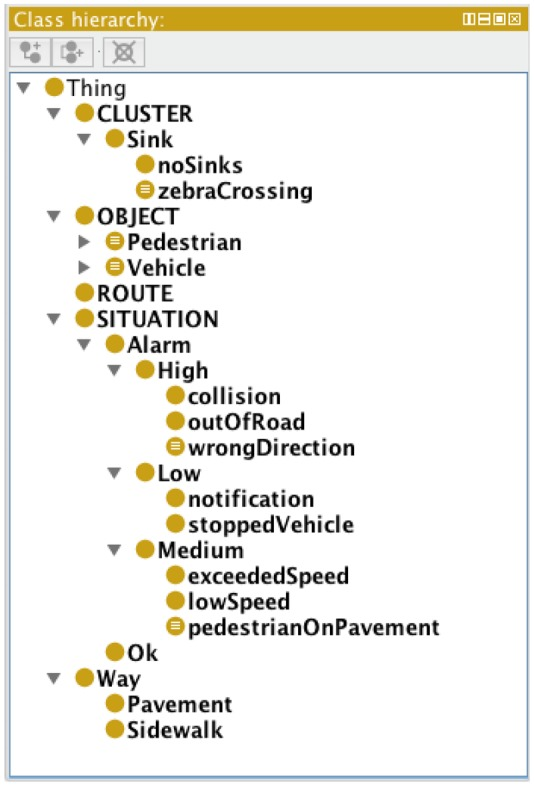 Class hierarchy:
Thing
CLUSTER
Sink
noSinks
zebraCrossing
OBJECT
Pedestrian
Vehicle
ROUTE
SITUATION
Alarm
High
collision
outOfRoad
wrongDirection
Low
notification
stoppedVehicle
Medium
exceededSpeed
lowSpeed
pedestrianOnPavement
Ok
Way
Pavement
Sidewalk